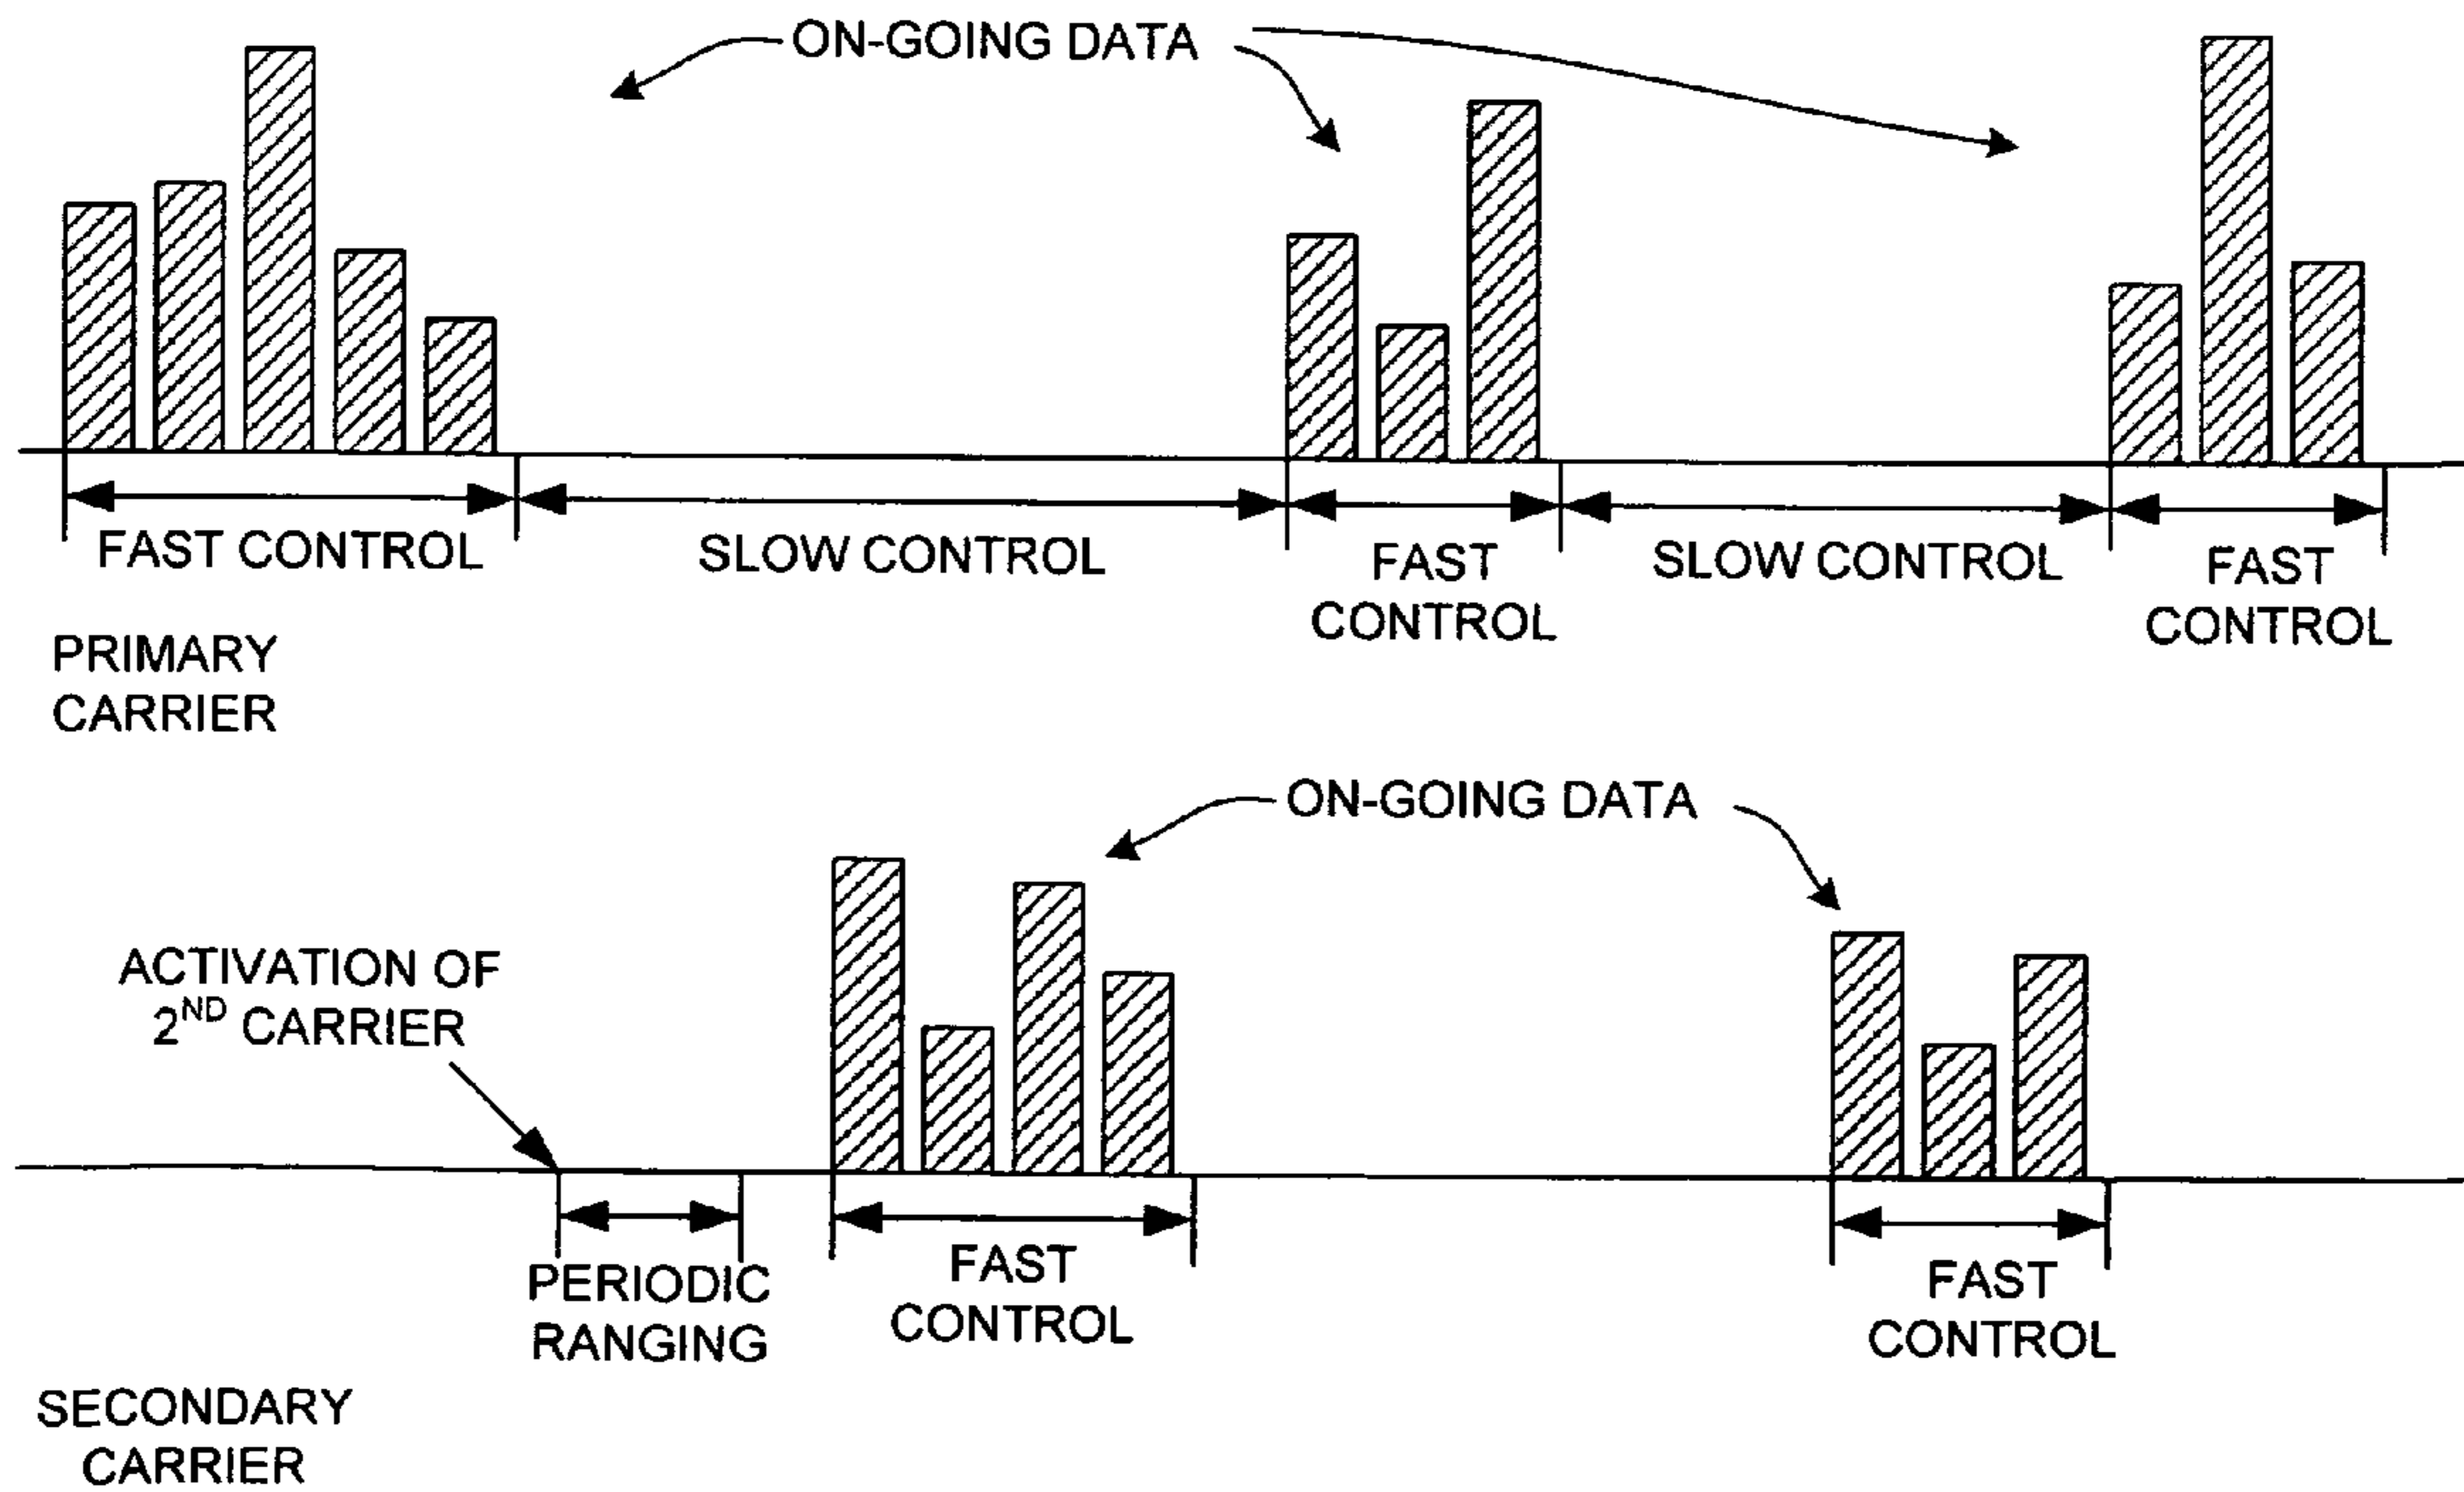 ON-GOING DATA
FAST CONTROL
SLOW CONTROL
FAST
CONTROL
SLOW CONTROL
FAST
CONTROL
PRIMARY
CARRIER
ON-GOING DATA
ACTIVATION OF
2ND CARRIER
PERIODIC
RANGING
FAST
CONTROL
FAST
CONTROL
SECONDARY
CARRIER